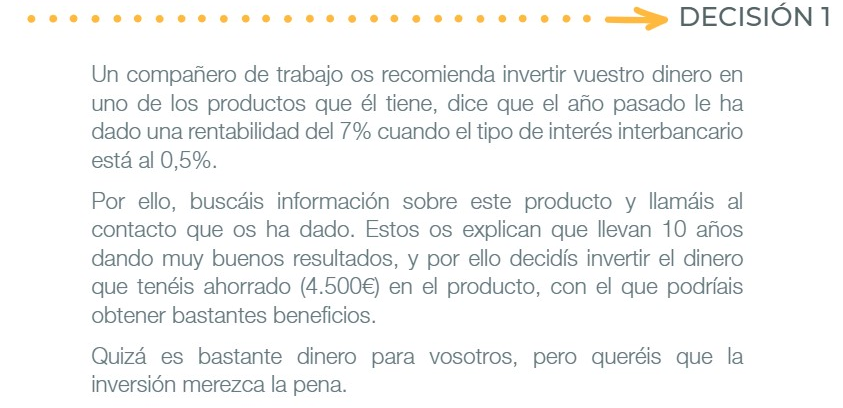 DECISIÓN 1
Un compañero de trabajo os recomienda invertir vuestro dinero en
uno de los productos que él tiene, dice que el año pasado le ha
dado una rentabilidad del 7% cuando el tipo de interés interbancario
está al 0,5%.
Por ello, buscáis información sobre este producto y llamáis al
contacto que os ha dado. Estos os explican que llevan 10 años
dando muy buenos resultados, y por ello decidís invertir el dinero
que tenéis ahorrado (4.500€) en el producto, con el que podríais
obtener bastantes beneficios.
Quizá es bastante dinero para vosotros, pero queréis que la
inversión merezca la pena.